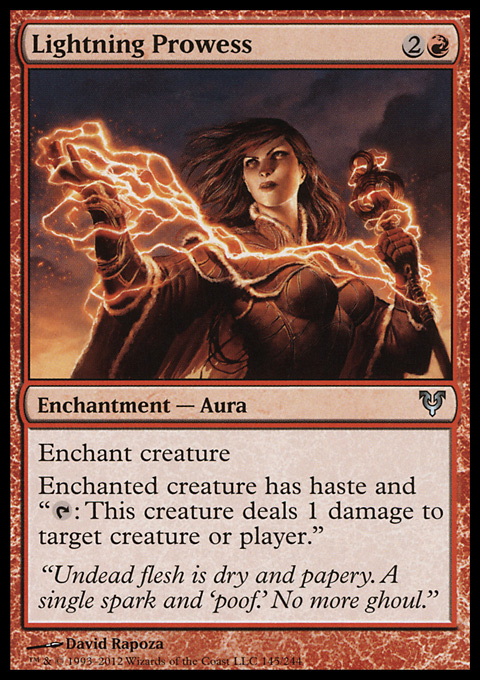 Lightning Prowess 2
Enchantment — Aura
Enchant creature
Enchanted creature has haste and
“: This creature deals 1 damage to
target creature or player.”
“Undead flesh is dry and papery. A
single spark and ‘poof.’ No more ghoul.”
David Rapoza
™ & © 1993–2012 Wizards of the Coast LLC 145/244